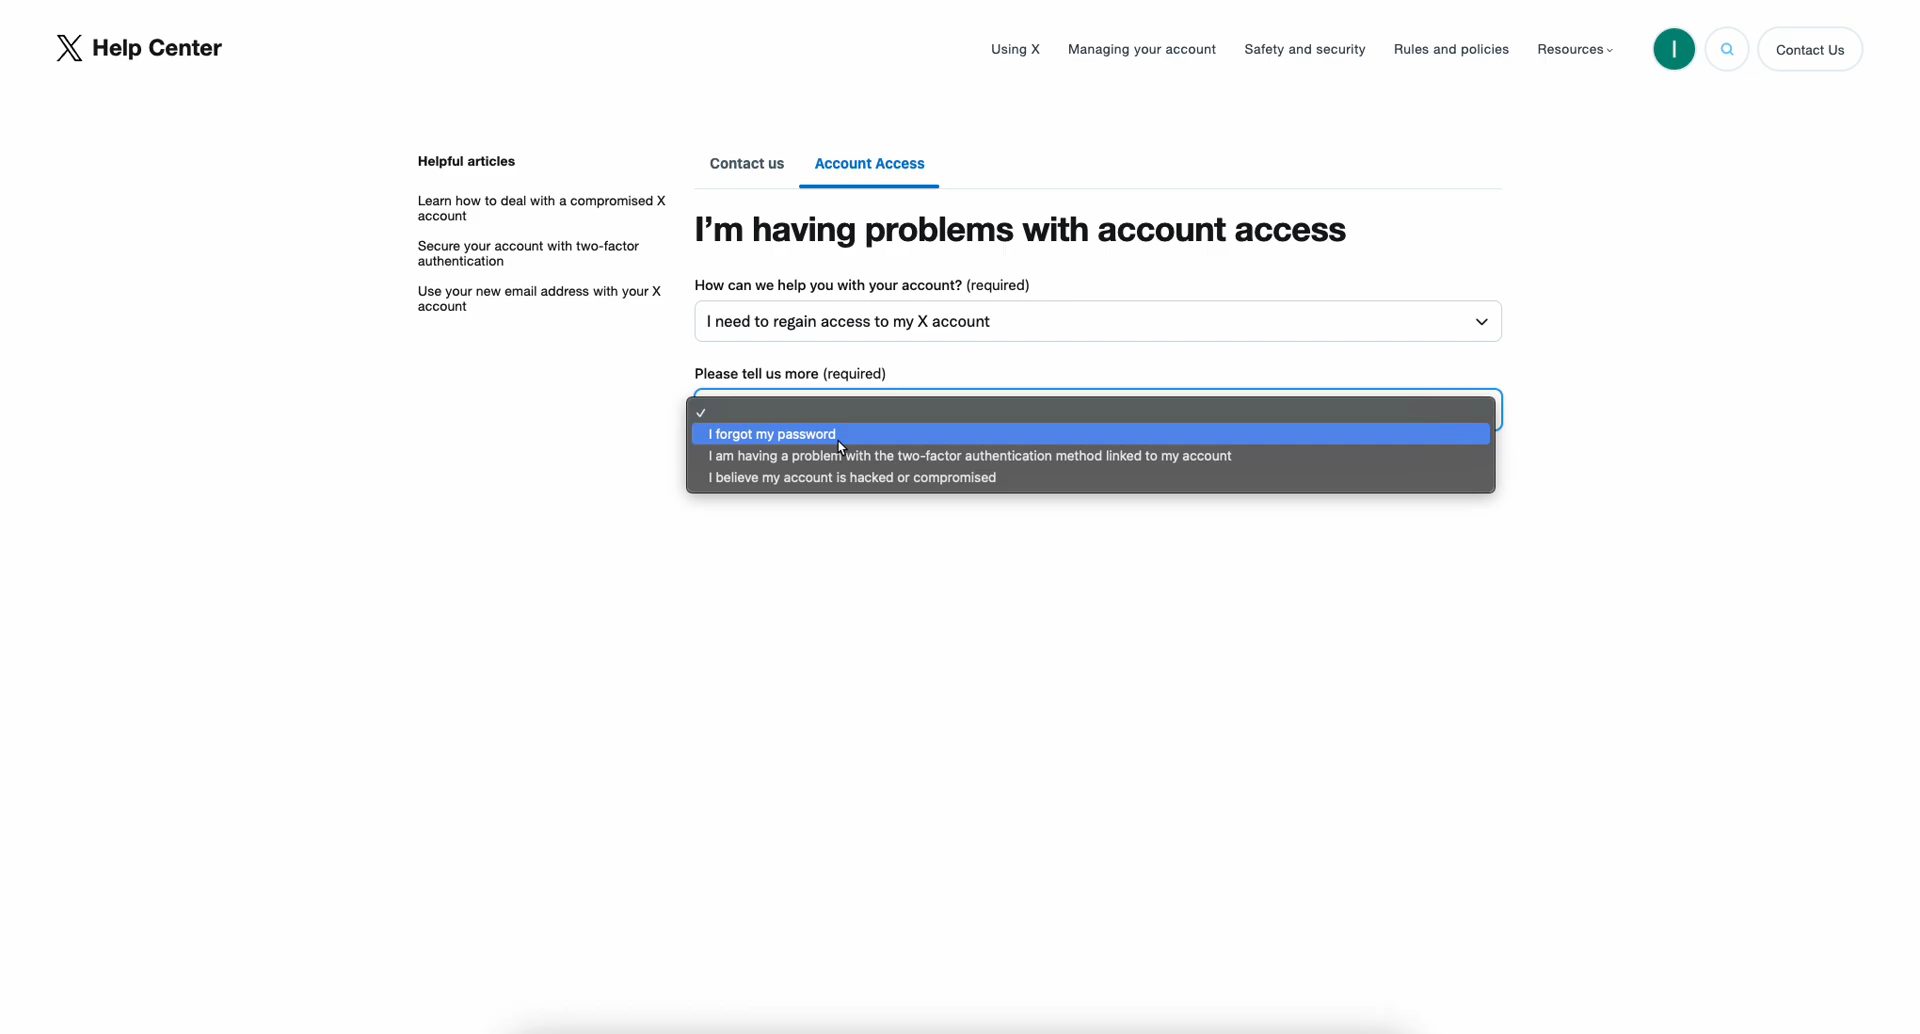 Help Center
Using X
Managing your account
Safety and security
Rules and policies
Resources
I
Contact Us
Helpful articles
Learn how to deal with a compromised X
account
Secure your account with two-factor
authentication
Use your new email address with your X
account
Contact us
Account Access
I'm having problems with account access
How can we help you with your account? (required)
I need to regain access to my X account
Please tell us more (required)
I forgot my password
I am having a problem with the two-factor authentication method linked to my account
I believe my account is hacked or compromised